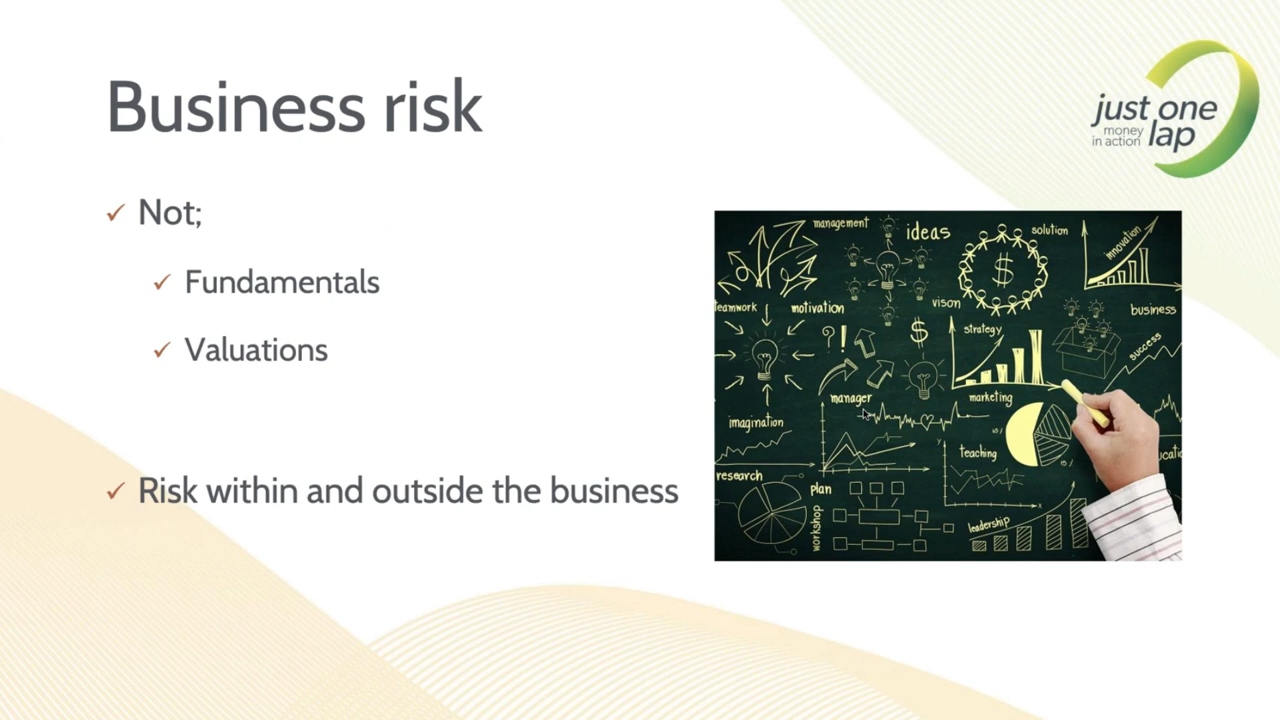 Business risk
just one
money
in action
lap
Not;
Fundamentals
Valuations
Risk within and outside the business
management
ideas
solution
innovation
teamwork
motivation
vison
business
?!
$
$
strategy
success
manager
marketing
imagination
teaching
research
plan
workshop
leadership